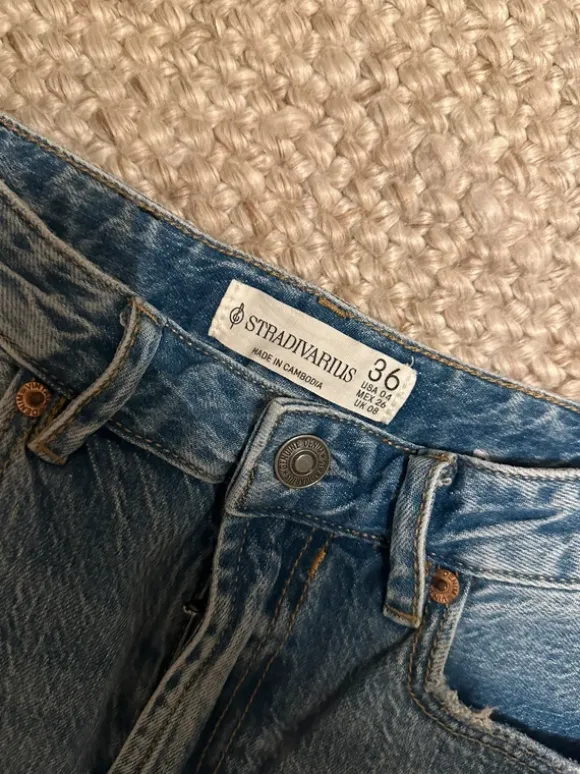 STRADIVARIUS
MADE IN CAMBODIA
36
USA 04
MEX 26
UK 08